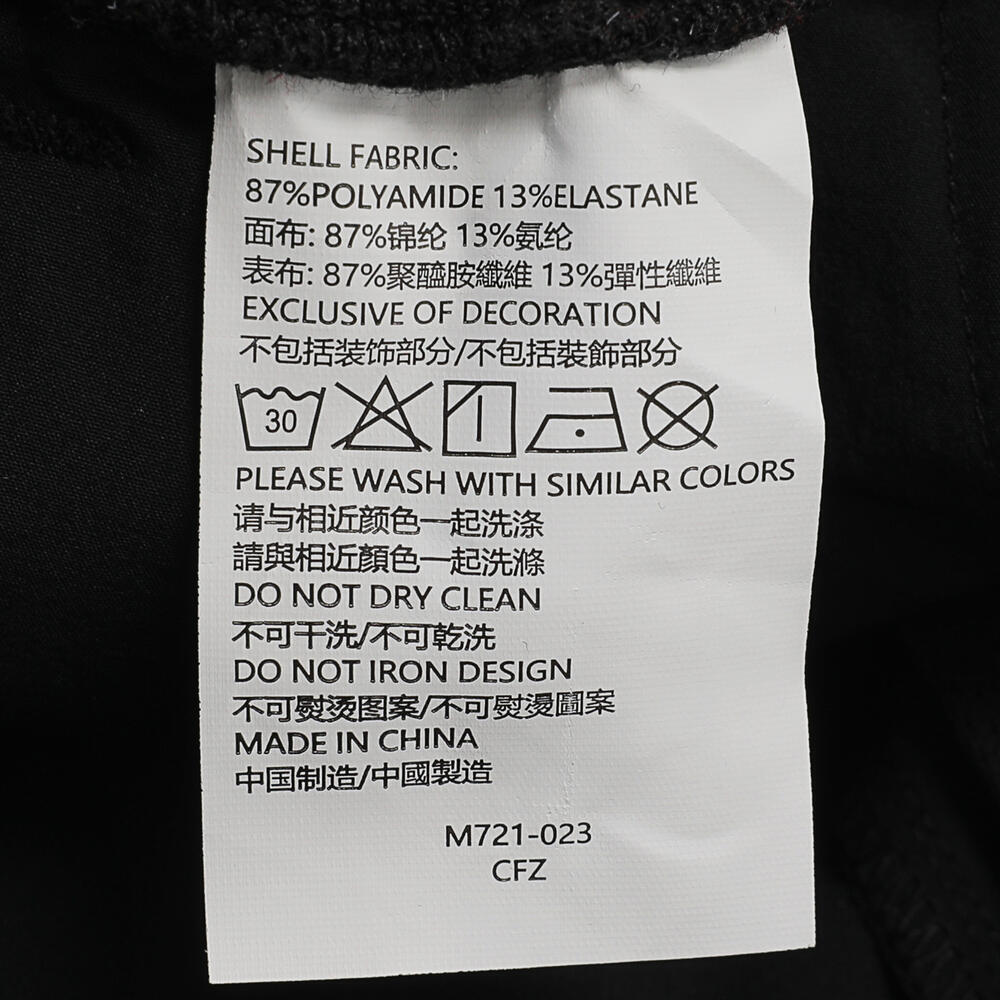 SHELL FABRIC:
87%POLYAMIDE 13%ELASTANE
面布: 87%锦纶 13%氨纶
表布: 87%聚醯胺纖維 13%彈性纖維
EXCLUSIVE OF DECORATION
不包括装饰部分/不包括裝飾部分
30
PLEASE WASH WITH SIMILAR COLORS
请与相近颜色一起洗涤
請與相近顏色一起洗滌
DO NOT DRY CLEAN
不可干洗/不可乾洗
DO NOT IRON DESIGN
不可熨烫图案/不可熨燙圖案
MADE IN CHINA
中国制造/中國製造
M721-023
CFZ